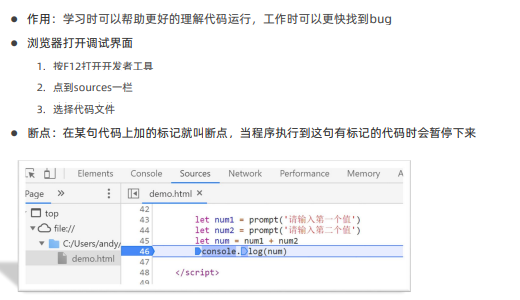 ● 作用：学习时可以帮助更好的理解代码运行，工作时可以更快找到bug
● 浏览器打开调试界面
1. 按F12打开开发者工具
2. 点到sources一栏
3. 选择代码文件
● 断点：在某句代码上加的标记就叫断点，当程序执行到这句有标记的代码时会暂停下来
Elements Console Sources Network Performance Memory A
Page » ⋮ demo.html ×
top
file://
C:/Users/andy/
demo.html
42
43 let num1 = prompt('请输入第一个值')
44 let num2 = prompt('请输入第二个值')
45 let num = num1 + num2
46 console.log(num)
47
48 </script>
49